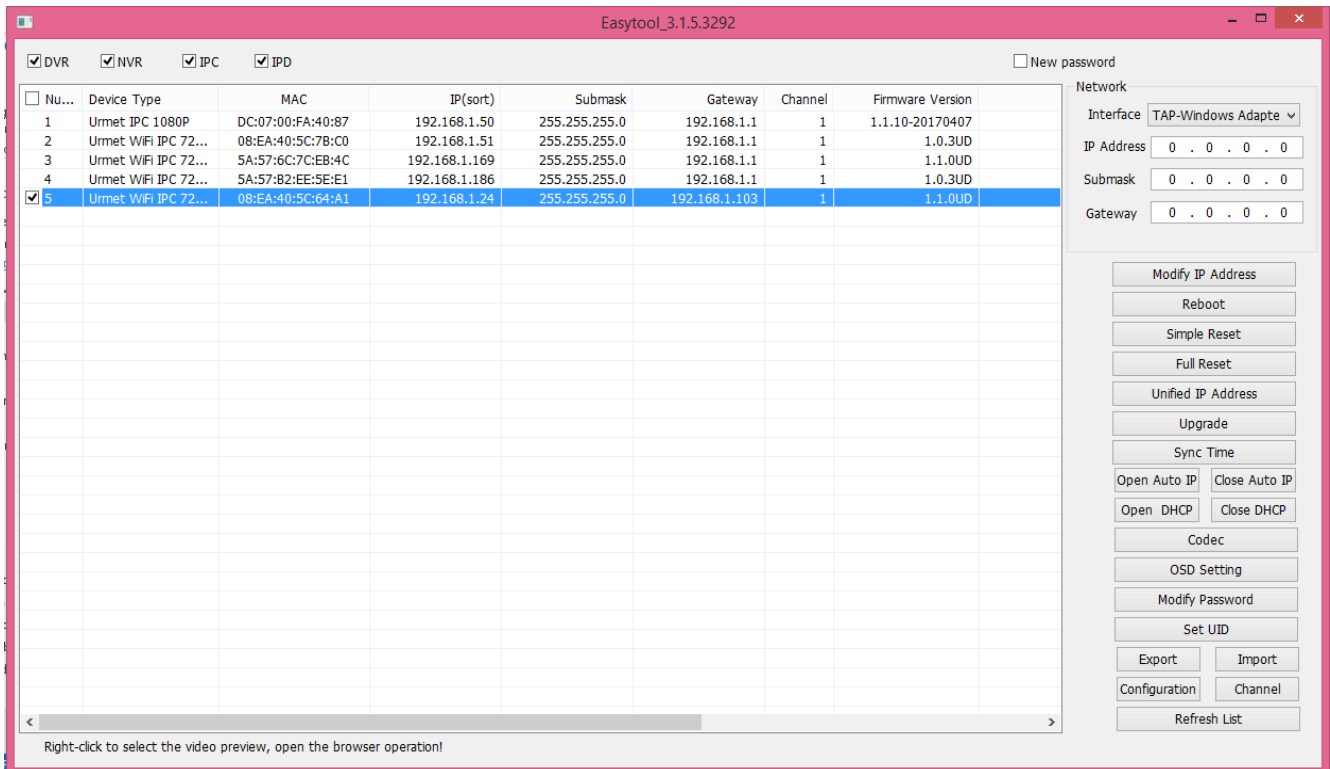 Easytool_3.1.5.3292
DVR NVR IPC IPD New password
Nu... Device Type MAC IP(sort) Submask Gateway Channel Firmware Version
1 Urmet IPC 1080P DC:07:00:FA:40:87 192.168.1.50 255.255.255.0 192.168.1.1 1 1.1.10-20170407
2 Urmet WiFi IPC 72... 08:EA:40:5C:7B:C0 192.168.1.51 255.255.255.0 192.168.1.1 1 1.0.3UD
3 Urmet WiFi IPC 72... 5A:57:6C:7C:EB:4C 192.168.1.169 255.255.255.0 192.168.1.1 1 1.1.0UD
4 Urmet WiFi IPC 72... 5A:57:B2:EE:5E:E1 192.168.1.186 255.255.255.0 192.168.1.1 1 1.0.3UD
5 Urmet WiFi IPC 72... 08:EA:40:5C:64:A1 192.168.1.24 255.255.255.0 192.168.1.103 1 1.1.0UD
Network
Interface TAP-Windows Adapte
IP Address 0 . 0 . 0 . 0
Submask 0 . 0 . 0 . 0
Gateway 0 . 0 . 0 . 0
Modify IP Address
Reboot
Simple Reset
Full Reset
Unified IP Address
Upgrade
Sync Time
Open Auto IP Close Auto IP
Open DHCP Close DHCP
Codec
OSD Setting
Modify Password
Set UID
Export Import
Configuration Channel
Refresh List
Right-click to select the video preview, open the browser operation!